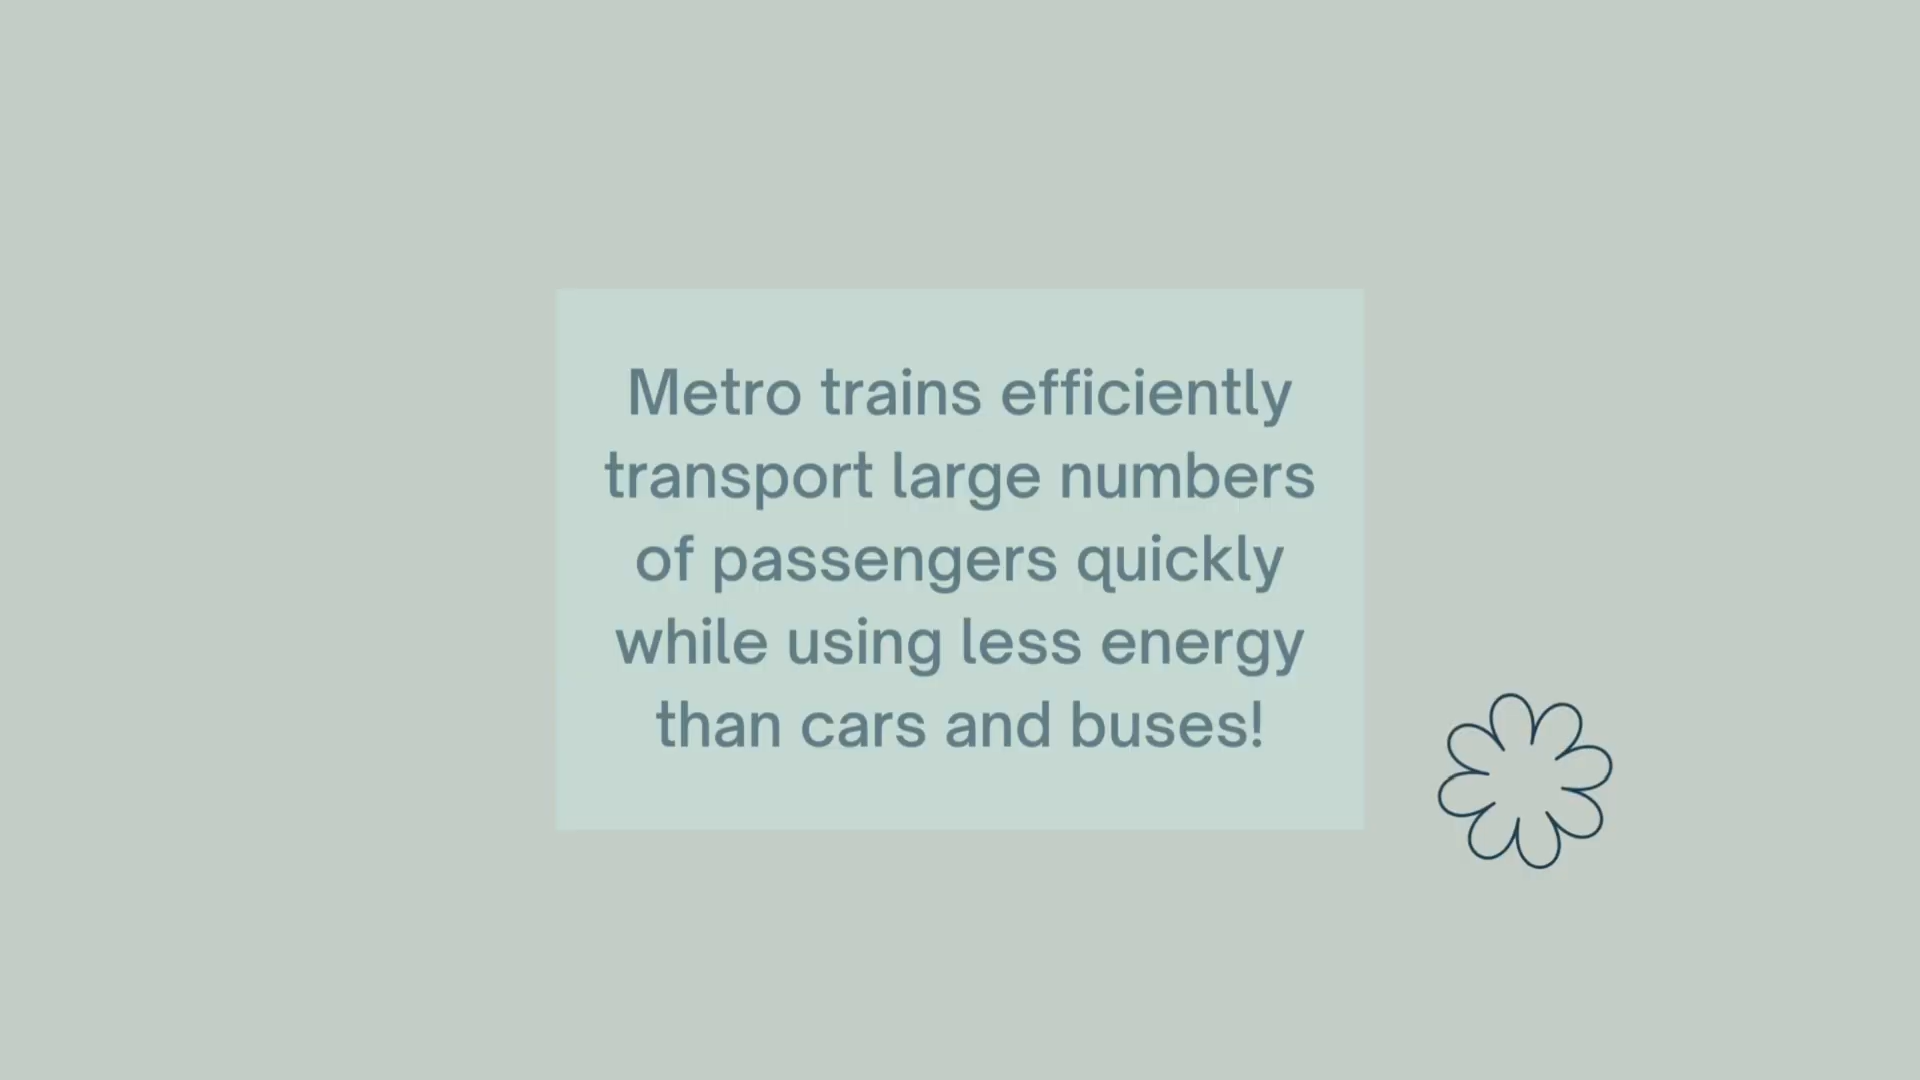 Metro trains efficiently
transport large numbers
of passengers quickly
while using less energy
than cars and buses!